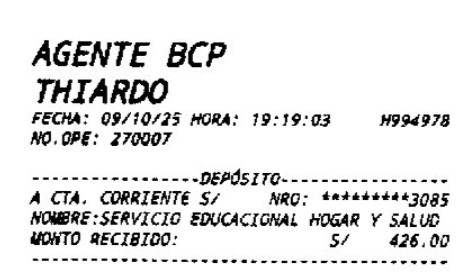 AGENTE BCP
THIARDO
FECHA: 09/10/25 HORA: 19:19:03 H994978
NO.OPE: 270007
------------------DEPÓSITO------------------
A CTA. CORRIENTE S/ NRO: *********3085
NOMBRE:SERVICIO EDUCACIONAL HOGAR Y SALUD
MONTO RECIBIDO: S/ 426.00
--------------------------------------------